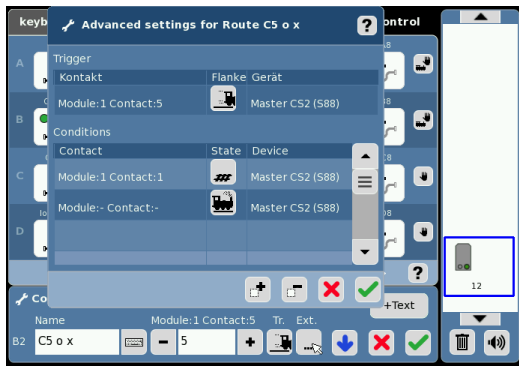 keyb
ontrol
Advanced settings for Route C5 o x
?
Trigger
Kontakt Flanke Gerät
Module:1 Contact:5 Master CS2 (S88)
Conditions
Contact State Device
Module:1 Contact:1 Master CS2 (S88)
Module:- Contact:- Master CS2 (S88)
A
B
C
D
?
12
Co
+Text
Name Module:1 Contact:5 Tr. Ext.
B2 C5 o x - 5 + ...